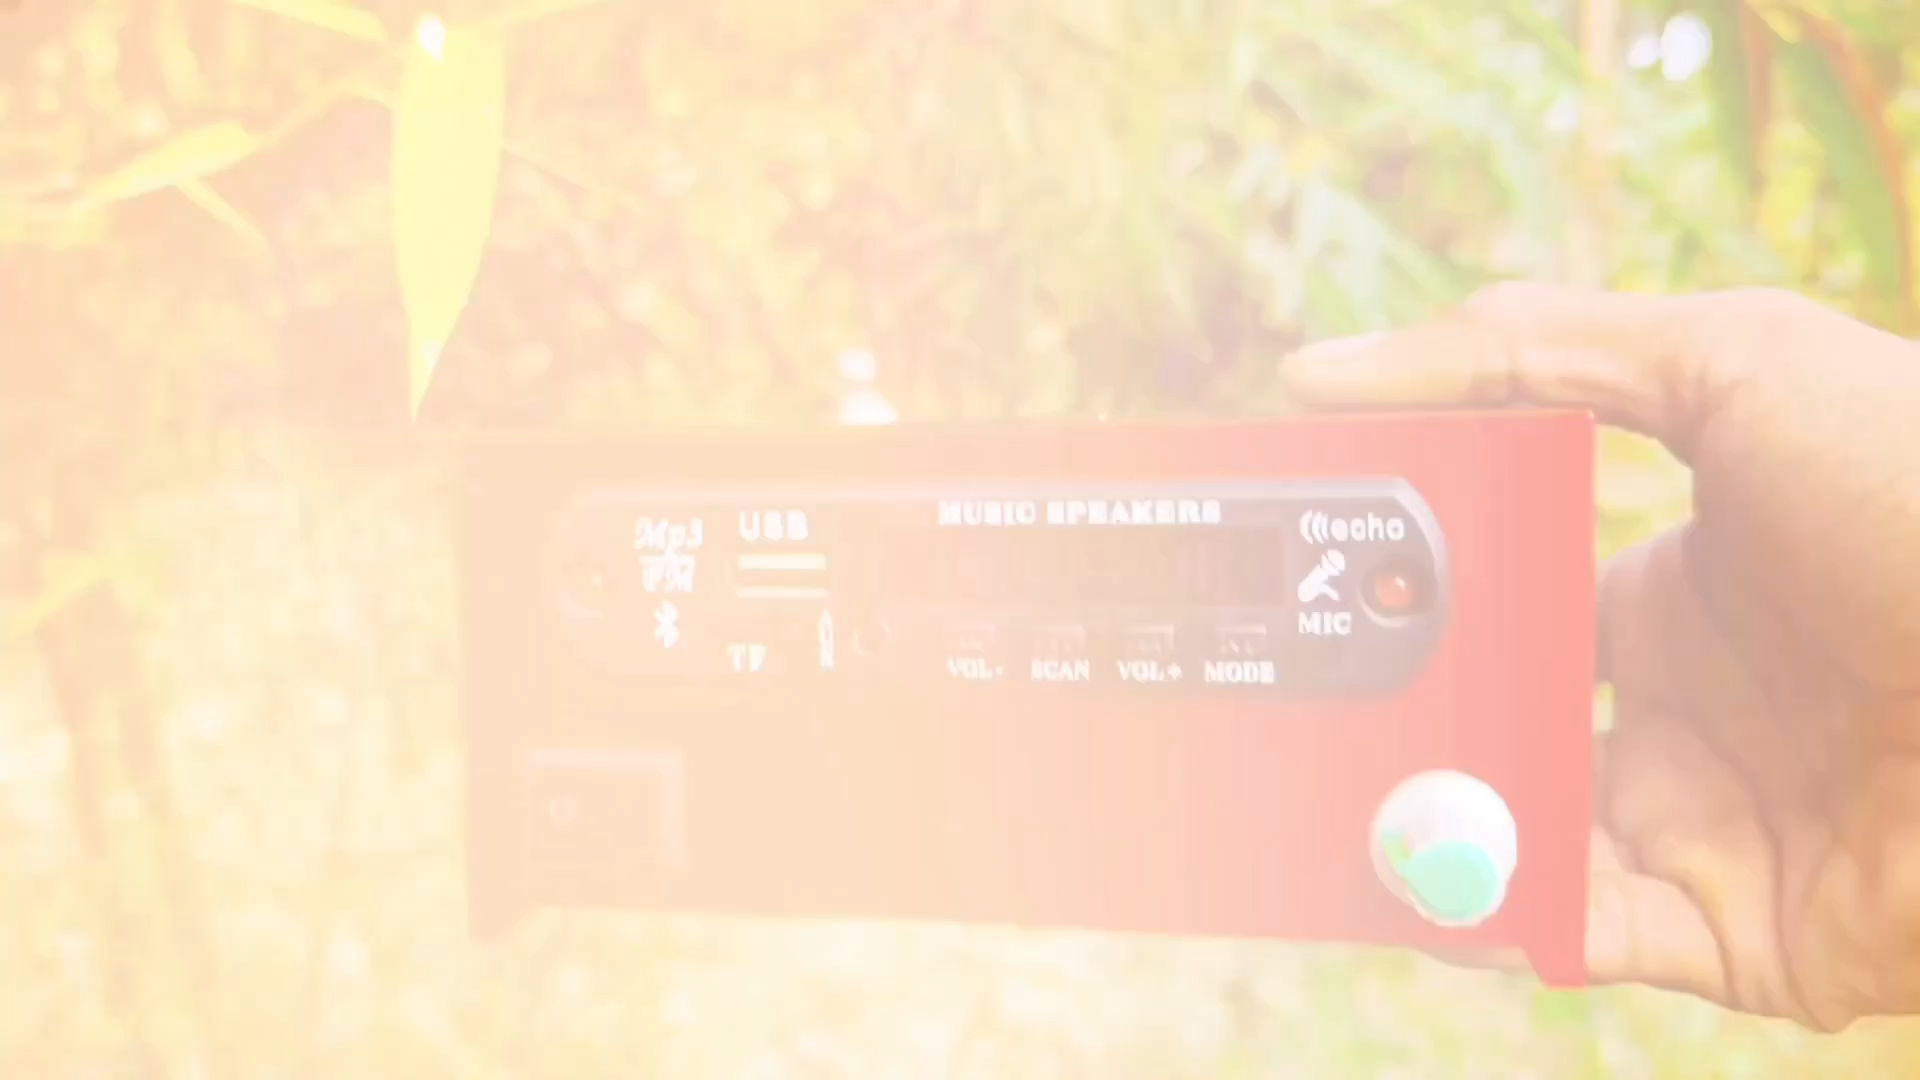 Mp3
FM
USB
TF
MUSIC SPEAKERS
VOL-
SCAN
VOL+
MODE
echo
MIC